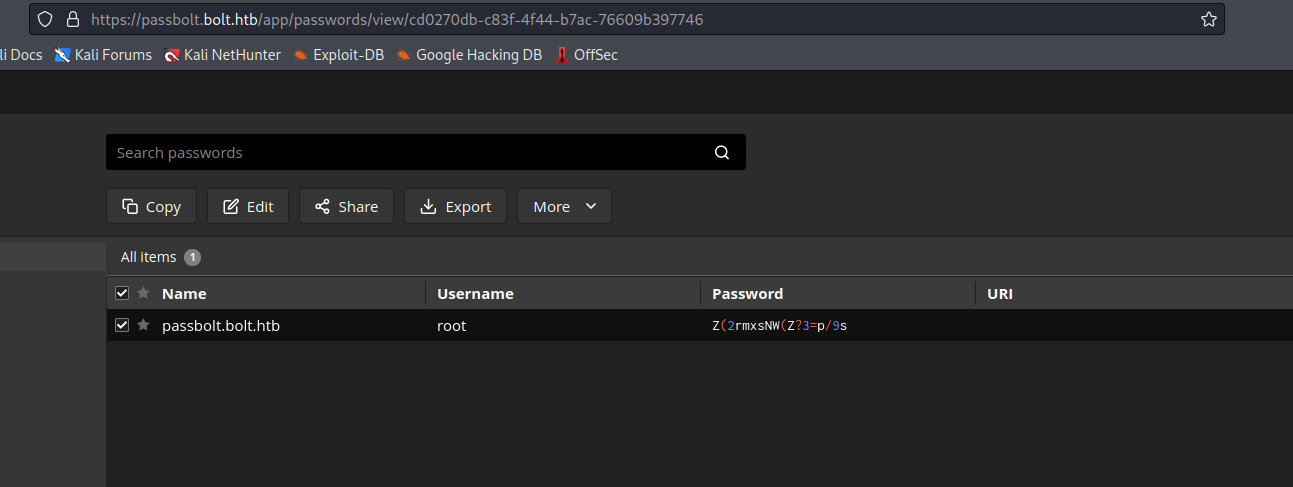 https://passbolt.bolt.htb/app/passwords/view/cd0270db-c83f-4f44-b7ac-76609b397746
li Docs Kali Forums Kali NetHunter Exploit-DB Google Hacking DB OffSec
Search passwords
Copy Edit Share Export More
All items 1
Name Username Password URI
passbolt.bolt.htb root Z(2rmxsNW(Z?3=p/9s